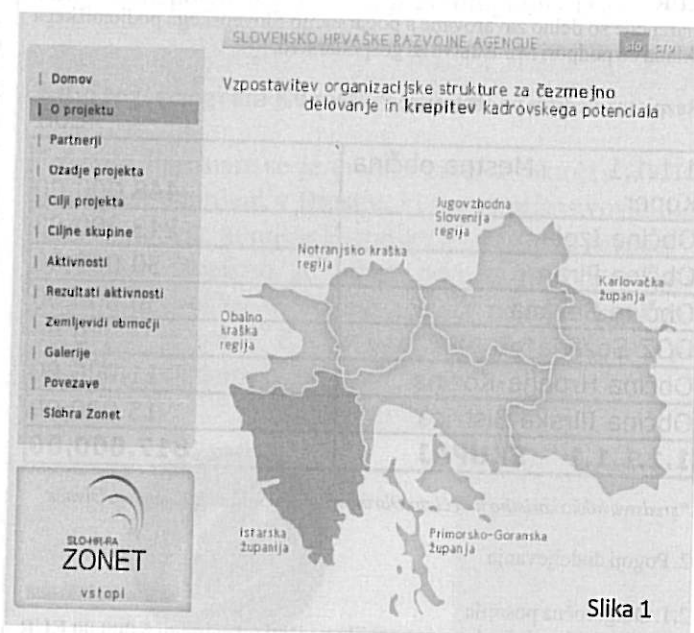 SLOVENSKO HRVAŠKE RAZVOJNE AGENCIJE
slo
Domov
O projektu
Partnerji
Ozadje projekta
Cilji projekta
Ciljne skupine
Aktivnosti
Rezultati aktivnosti
Zemljevidi območij
Galerije
Povezave
Slohra Zonet
SLO-HR-RA
ZONET
vstopi
Vzpostavitev organizacijske strukture za čezmejno
delovanje in krepitev kadrovskega potenciala
Jugovzhodna
Slovenija
regija
Notranjsko kraška
regija
Karlovačka
županja
Obalno
kraška
regija
Istarska
županija
Primorsko-Goranska
županja
Slika 1